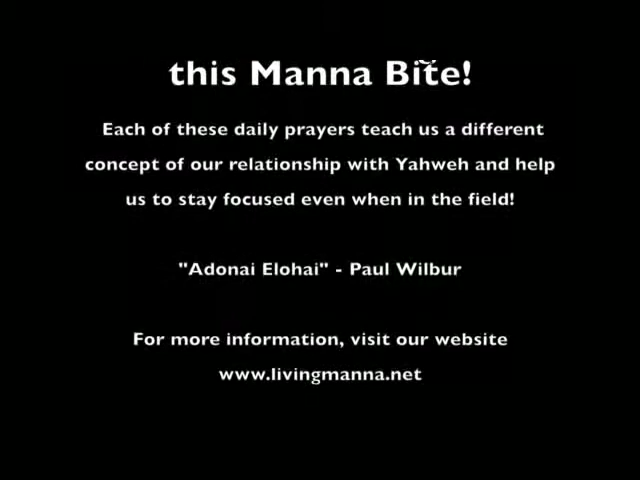 this Manna Bite!
Each of these daily prayers teach us a different
concept of our relationship with Yahweh and help
us to stay focused even when in the field!
"Adonai Elohai" - Paul Wilbur
For more information, visit our website
www.livingmanna.net